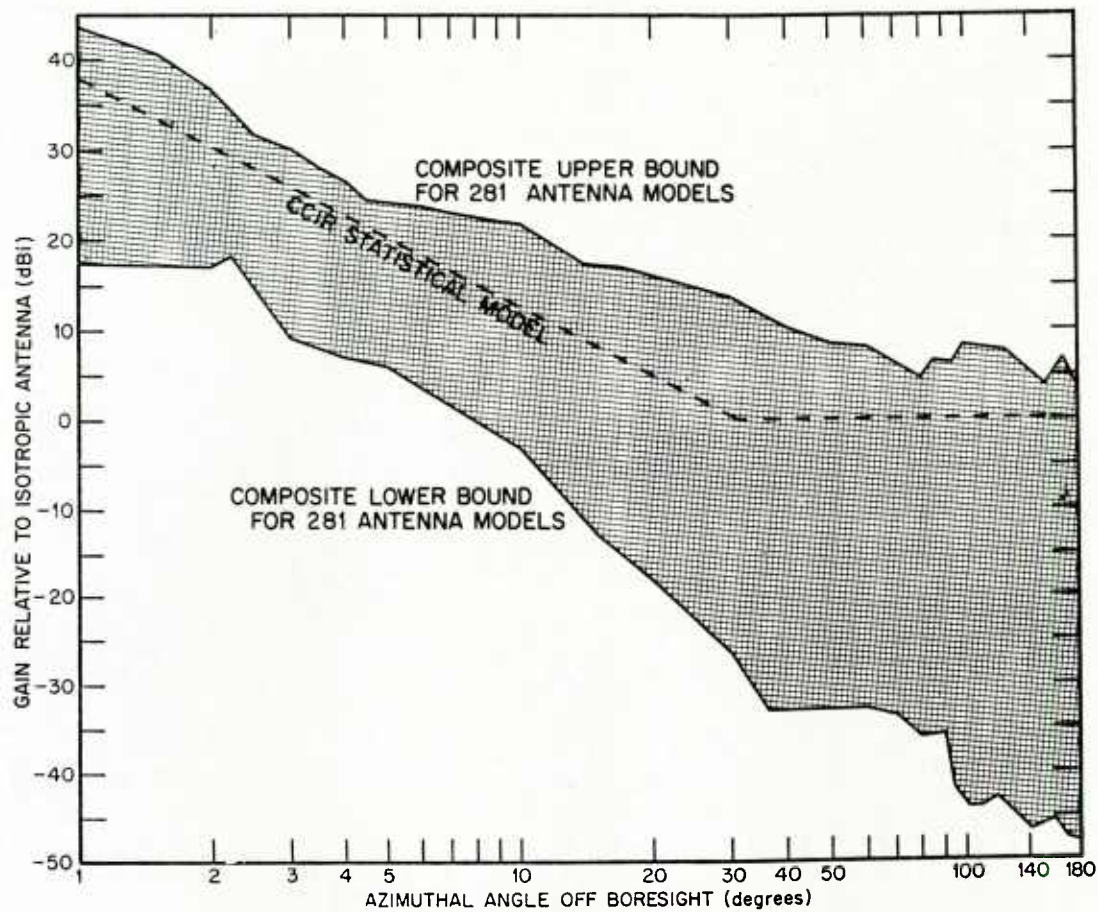 40
30
20
10
0
-10
-20
-30
-40
-50
GAIN RELATIVE TO ISOTROPIC ANTENNA (dBi)
COMPOSITE UPPER BOUND
FOR 281 ANTENNA MODELS
CCIR STATISTICAL MODEL
COMPOSITE LOWER BOUND
FOR 281 ANTENNA MODELS
1 2 3 4 5 10 20 30 50 100 140 180
AZIMUTHAL ANGLE OFF BORESIGHT (degrees)